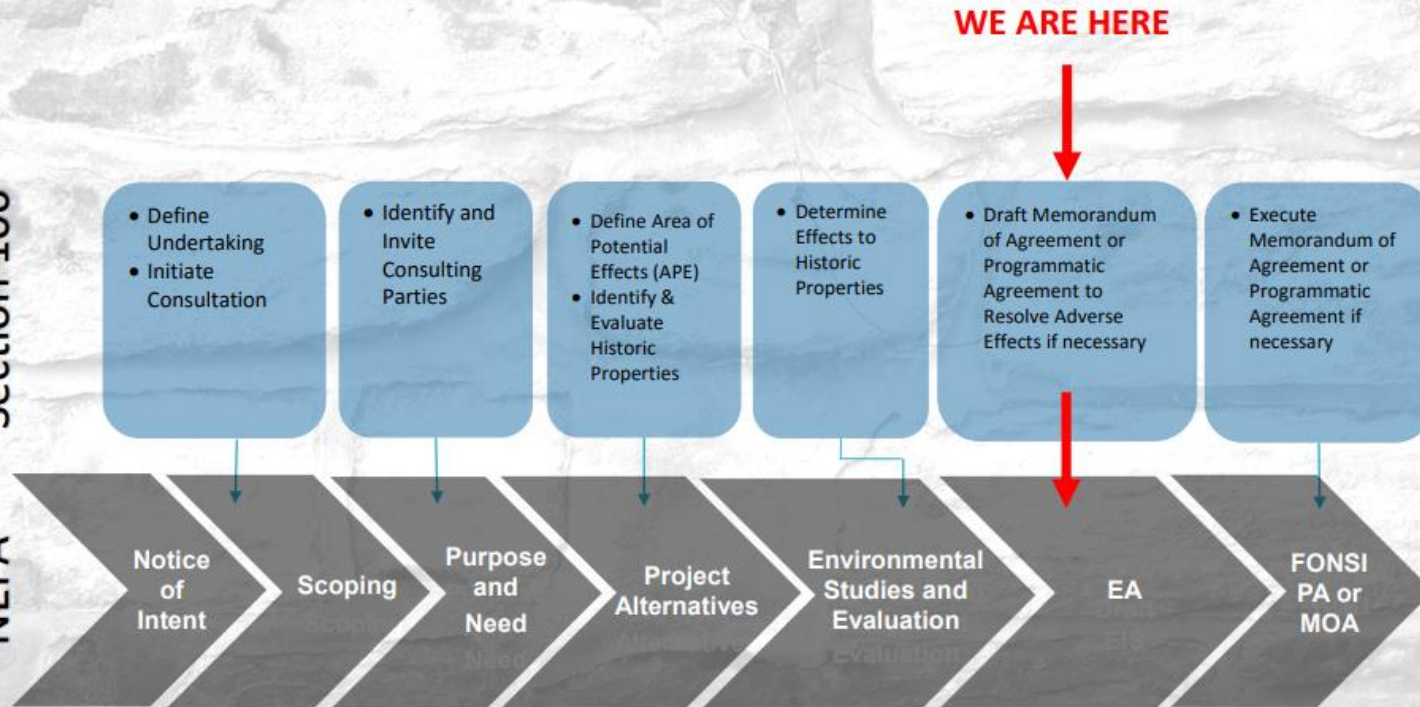 WE ARE HERE
Section 106
• Define
Undertaking
• Initiate
Consultation
• Identify and
Invite
Consulting
Parties
• Define Area of
Potential
Effects (APE)
• Identify &
Evaluate
Historic
Properties
• Determine
Effects to
Historic
Properties
• Draft Memorandum
of Agreement or
Programmatic
Agreement to
Resolve Adverse
Effects if necessary
• Execute
Memorandum of
Agreement or
Programmatic
Agreement if
necessary
NEPA
Notice
of
Intent
Scoping
Purpose
and
Need
Project
Alternatives
Environmental
Studies and
Evaluation
EA
FONSI
PA or
MOA